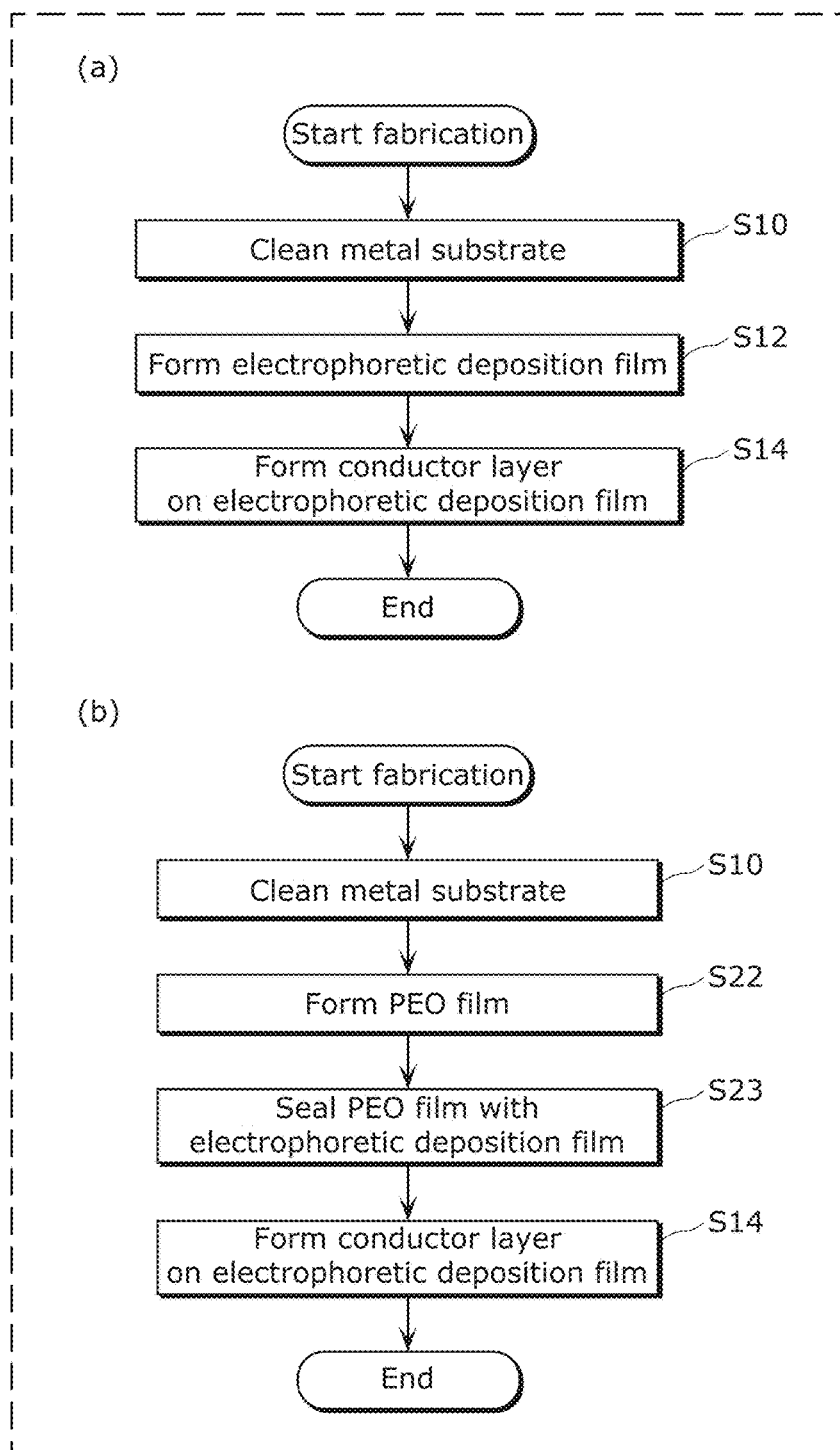 (a)
Start fabrication
Clean metal substrate
S10
Form electrophoretic deposition film
S12
Form conductor layer
on electrophoretic deposition film
S14
End
(b)
Start fabrication
Clean metal substrate
S10
Form PEO film
S22
Seal PEO film with
electrophoretic deposition film
S23
Form conductor layer
on electrophoretic deposition film
S14
End